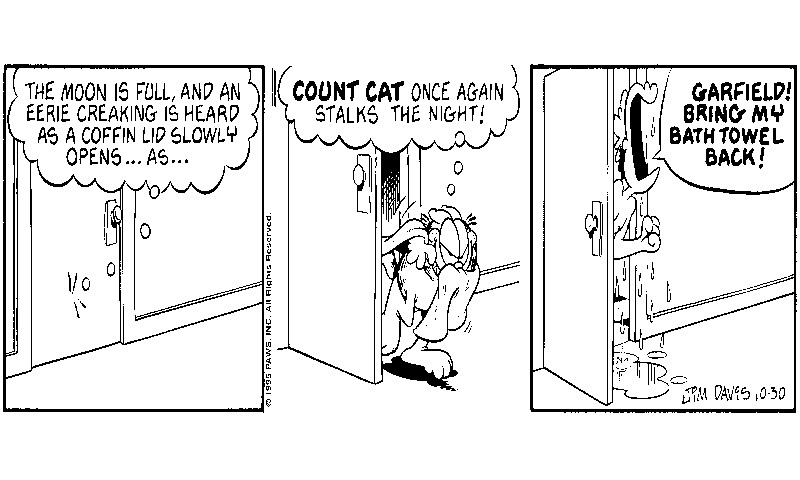 THE MOON IS FULL, AND AN
EERIE CREAKING IS HEARD
AS A COFFIN LID SLOWLY
OPENS... AS...
COUNT CAT ONCE AGAIN
STALKS THE NIGHT!
© 1995 PAWS, INC. All Rights Reserved.
GARFIELD!
BRING MY
BATH TOWEL
BACK!
JIM DAVIS 10-30